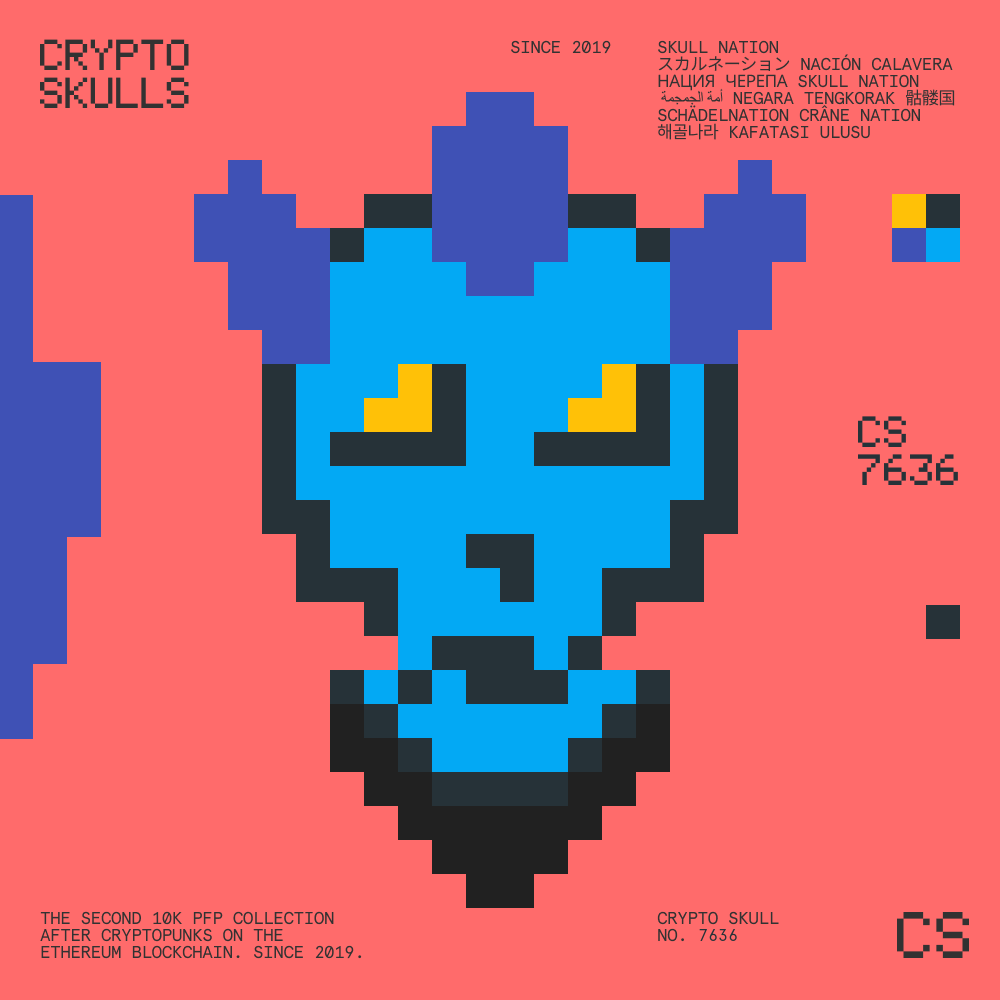 CRYPTO
SKULLS
SINCE 2019
SKULL NATION
スカルネーション NACIÓN CALAVERA
НАЦИЯ ЧЕРЕПА SKULL NATION
أمة الجمجمة NEGARA TENGKORAK 骷髅国
SCHÄDELNATION CRÂNE NATION
해골나라 KAFATASI ULUSU
CS
7636
THE SECOND 10K PFP COLLECTION
AFTER CRYPTOPUNKS ON THE
ETHEREUM BLOCKCHAIN. SINCE 2019.
CRYPTO SKULL
NO. 7636
CS